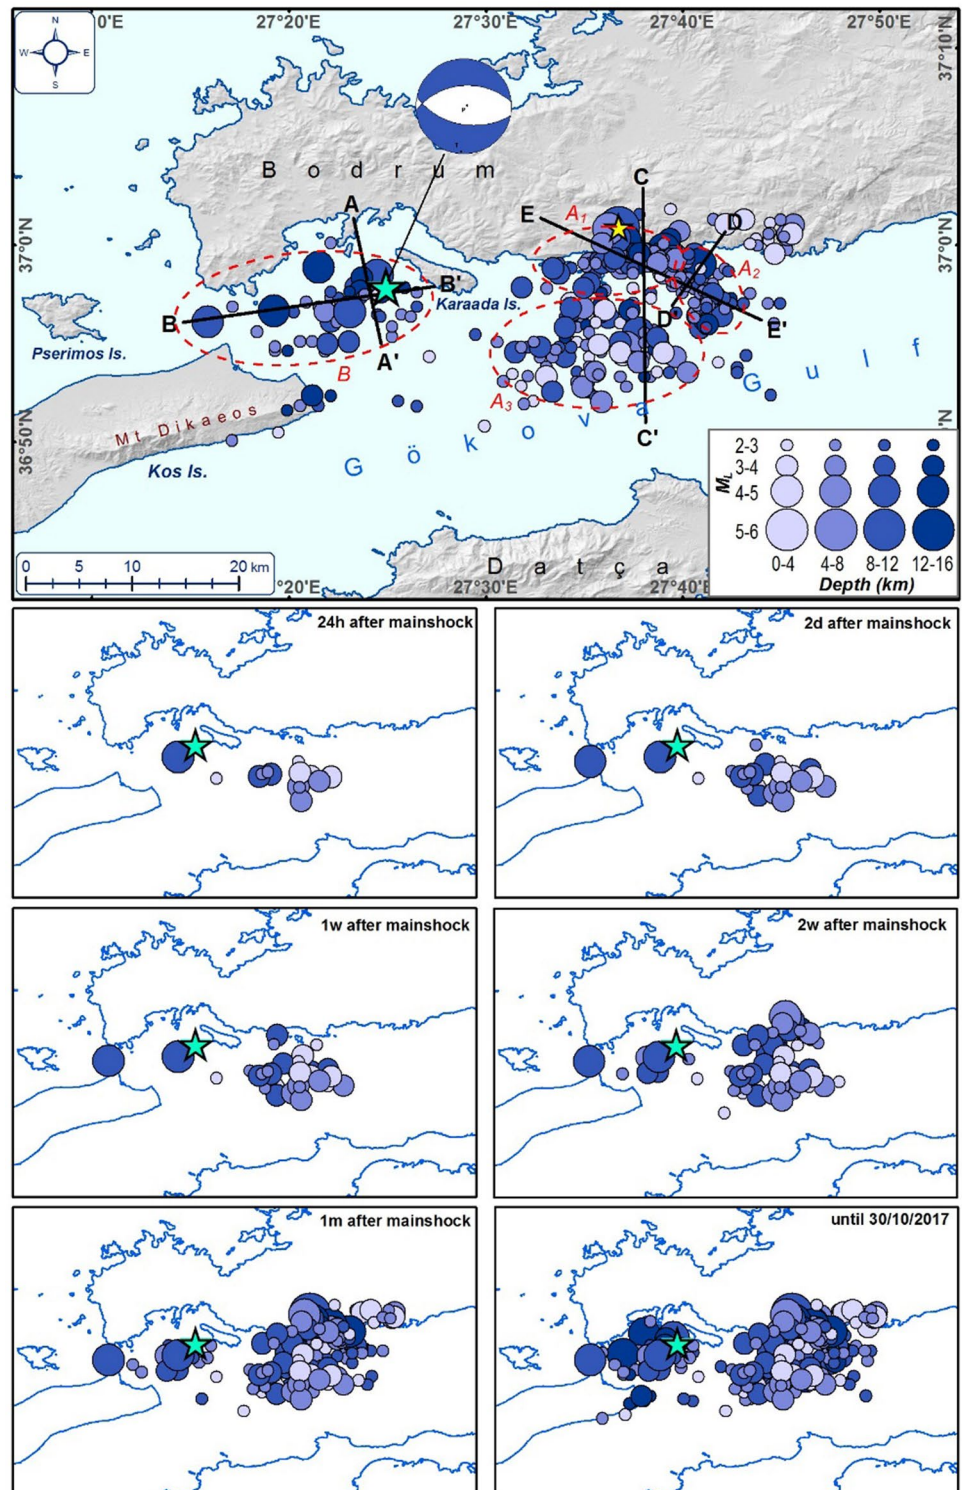 0'E 27°20'E 27°30'E 27°40'E 27°50'E
N
W E
S
37°10'N
P
T
B o d r u m
C
A
E
A1
D
37°0'N
37°0'N
A2
B'
Karaada Is.
B
D'
E'
Pserimos Is.
A'
B
G u l f
A3
Mt Dikaeos
C'
36°50'N
Kos Is.
G ö k o v a
ML
2-3
3-4
4-5
5-6
0-4 4-8 8-12 12-16
Depth (km)
D a t ç a
0 5 10 20 km
°20'E 27°30'E 27°40'E
24h after mainshock
2d after mainshock
1w after mainshock
2w after mainshock
1m after mainshock
until 30/10/2017